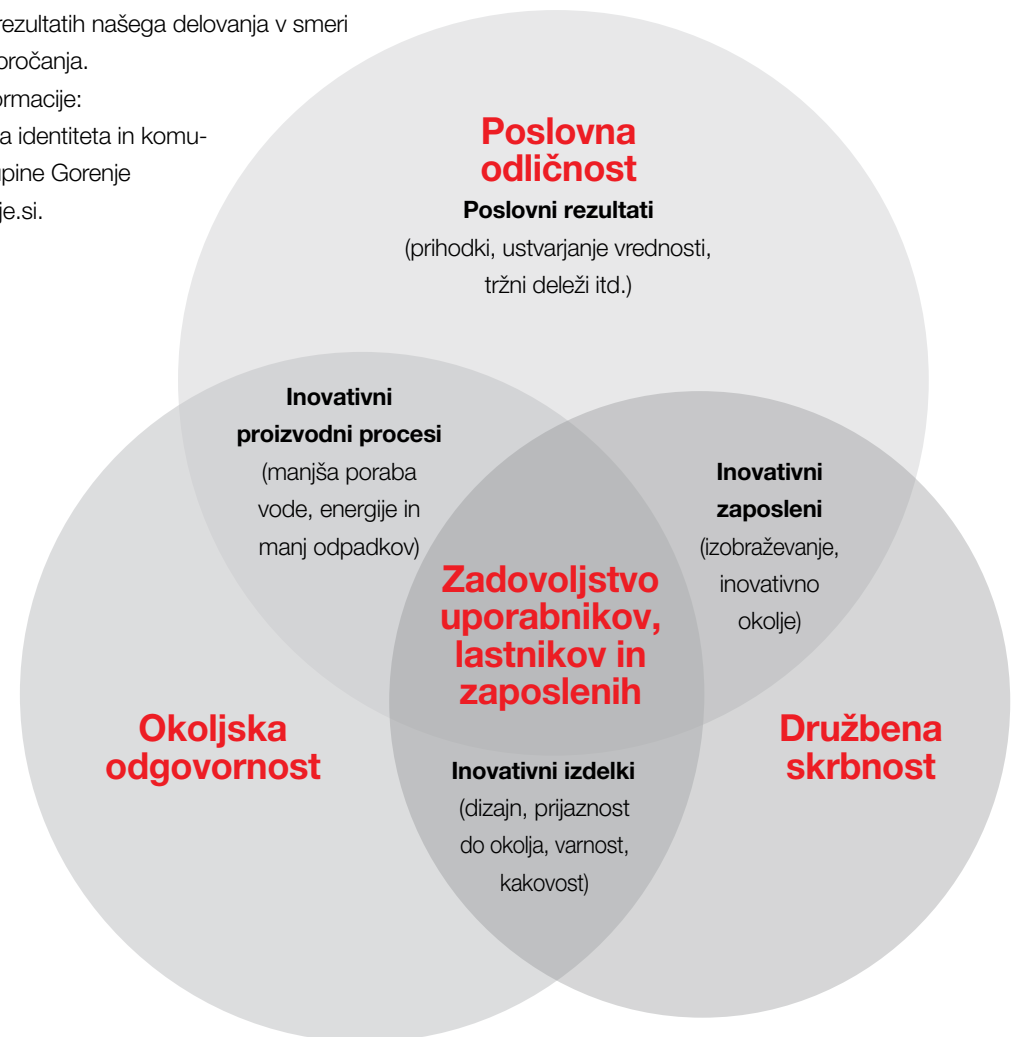 rezultatih našega delovanja v smeri
oročanja.
ormacije:
a identiteta in komu-
upine Gorenje
je.si.
Poslovna
odličnost
Poslovni rezultati
(prihodki, ustvarjanje vrednosti,
tržni deleži itd.)
Inovativni
proizvodni procesi
(manjša poraba
vode, energije in
manj odpadkov)
Inovativni
zaposleni
(izobraževanje,
inovativno
okolje)
Zadovoljstvo
uporabnikov,
lastnikov in
zaposlenih
Okoljska
odgovornost
Družbena
skrbnost
Inovativni izdelki
(dizajn, prijaznost
do okolja, varnost,
kakovost)